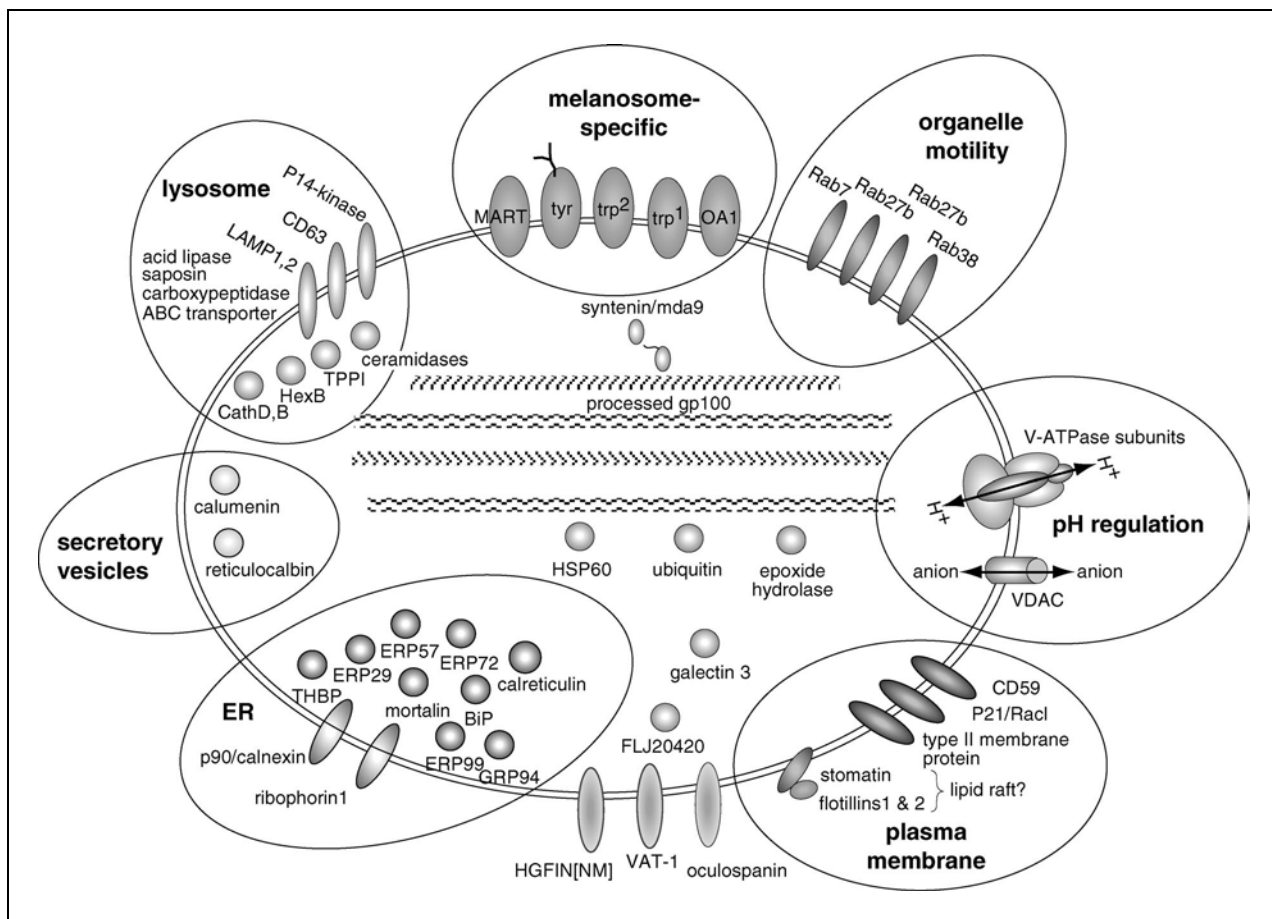 melanosome-
specific
MART
tyr
trp2
trp1
OA1
organelle
motility
Rab7
Rab27b
Rab27b
Rab38
lysosome
P14-kinase
CD63
LAMP1,2
acid lipase
saposin
carboxypeptidase
ABC transporter
ceramidases
TPPI
HexB
CathD,B
syntenin/mda9
processed gp100
V-ATPase subunits
H+
H+
pH regulation
anion
anion
VDAC
secretory
vesicles
calumenin
reticulocalbin
HSP60
ubiquitin
epoxide
hydrolase
galectin 3
FLJ20420
ER
THBP
ERP29
ERP57
ERP72
calreticulin
mortalin
BiP
ERP99
GRP94
p90/calnexin
ribophorin1
HGFIN[NM]
VAT-1
oculospanin
CD59
P21/RacI
type II membrane
protein
stomatin
flotillins1 & 2
lipid raft?
plasma
membrane